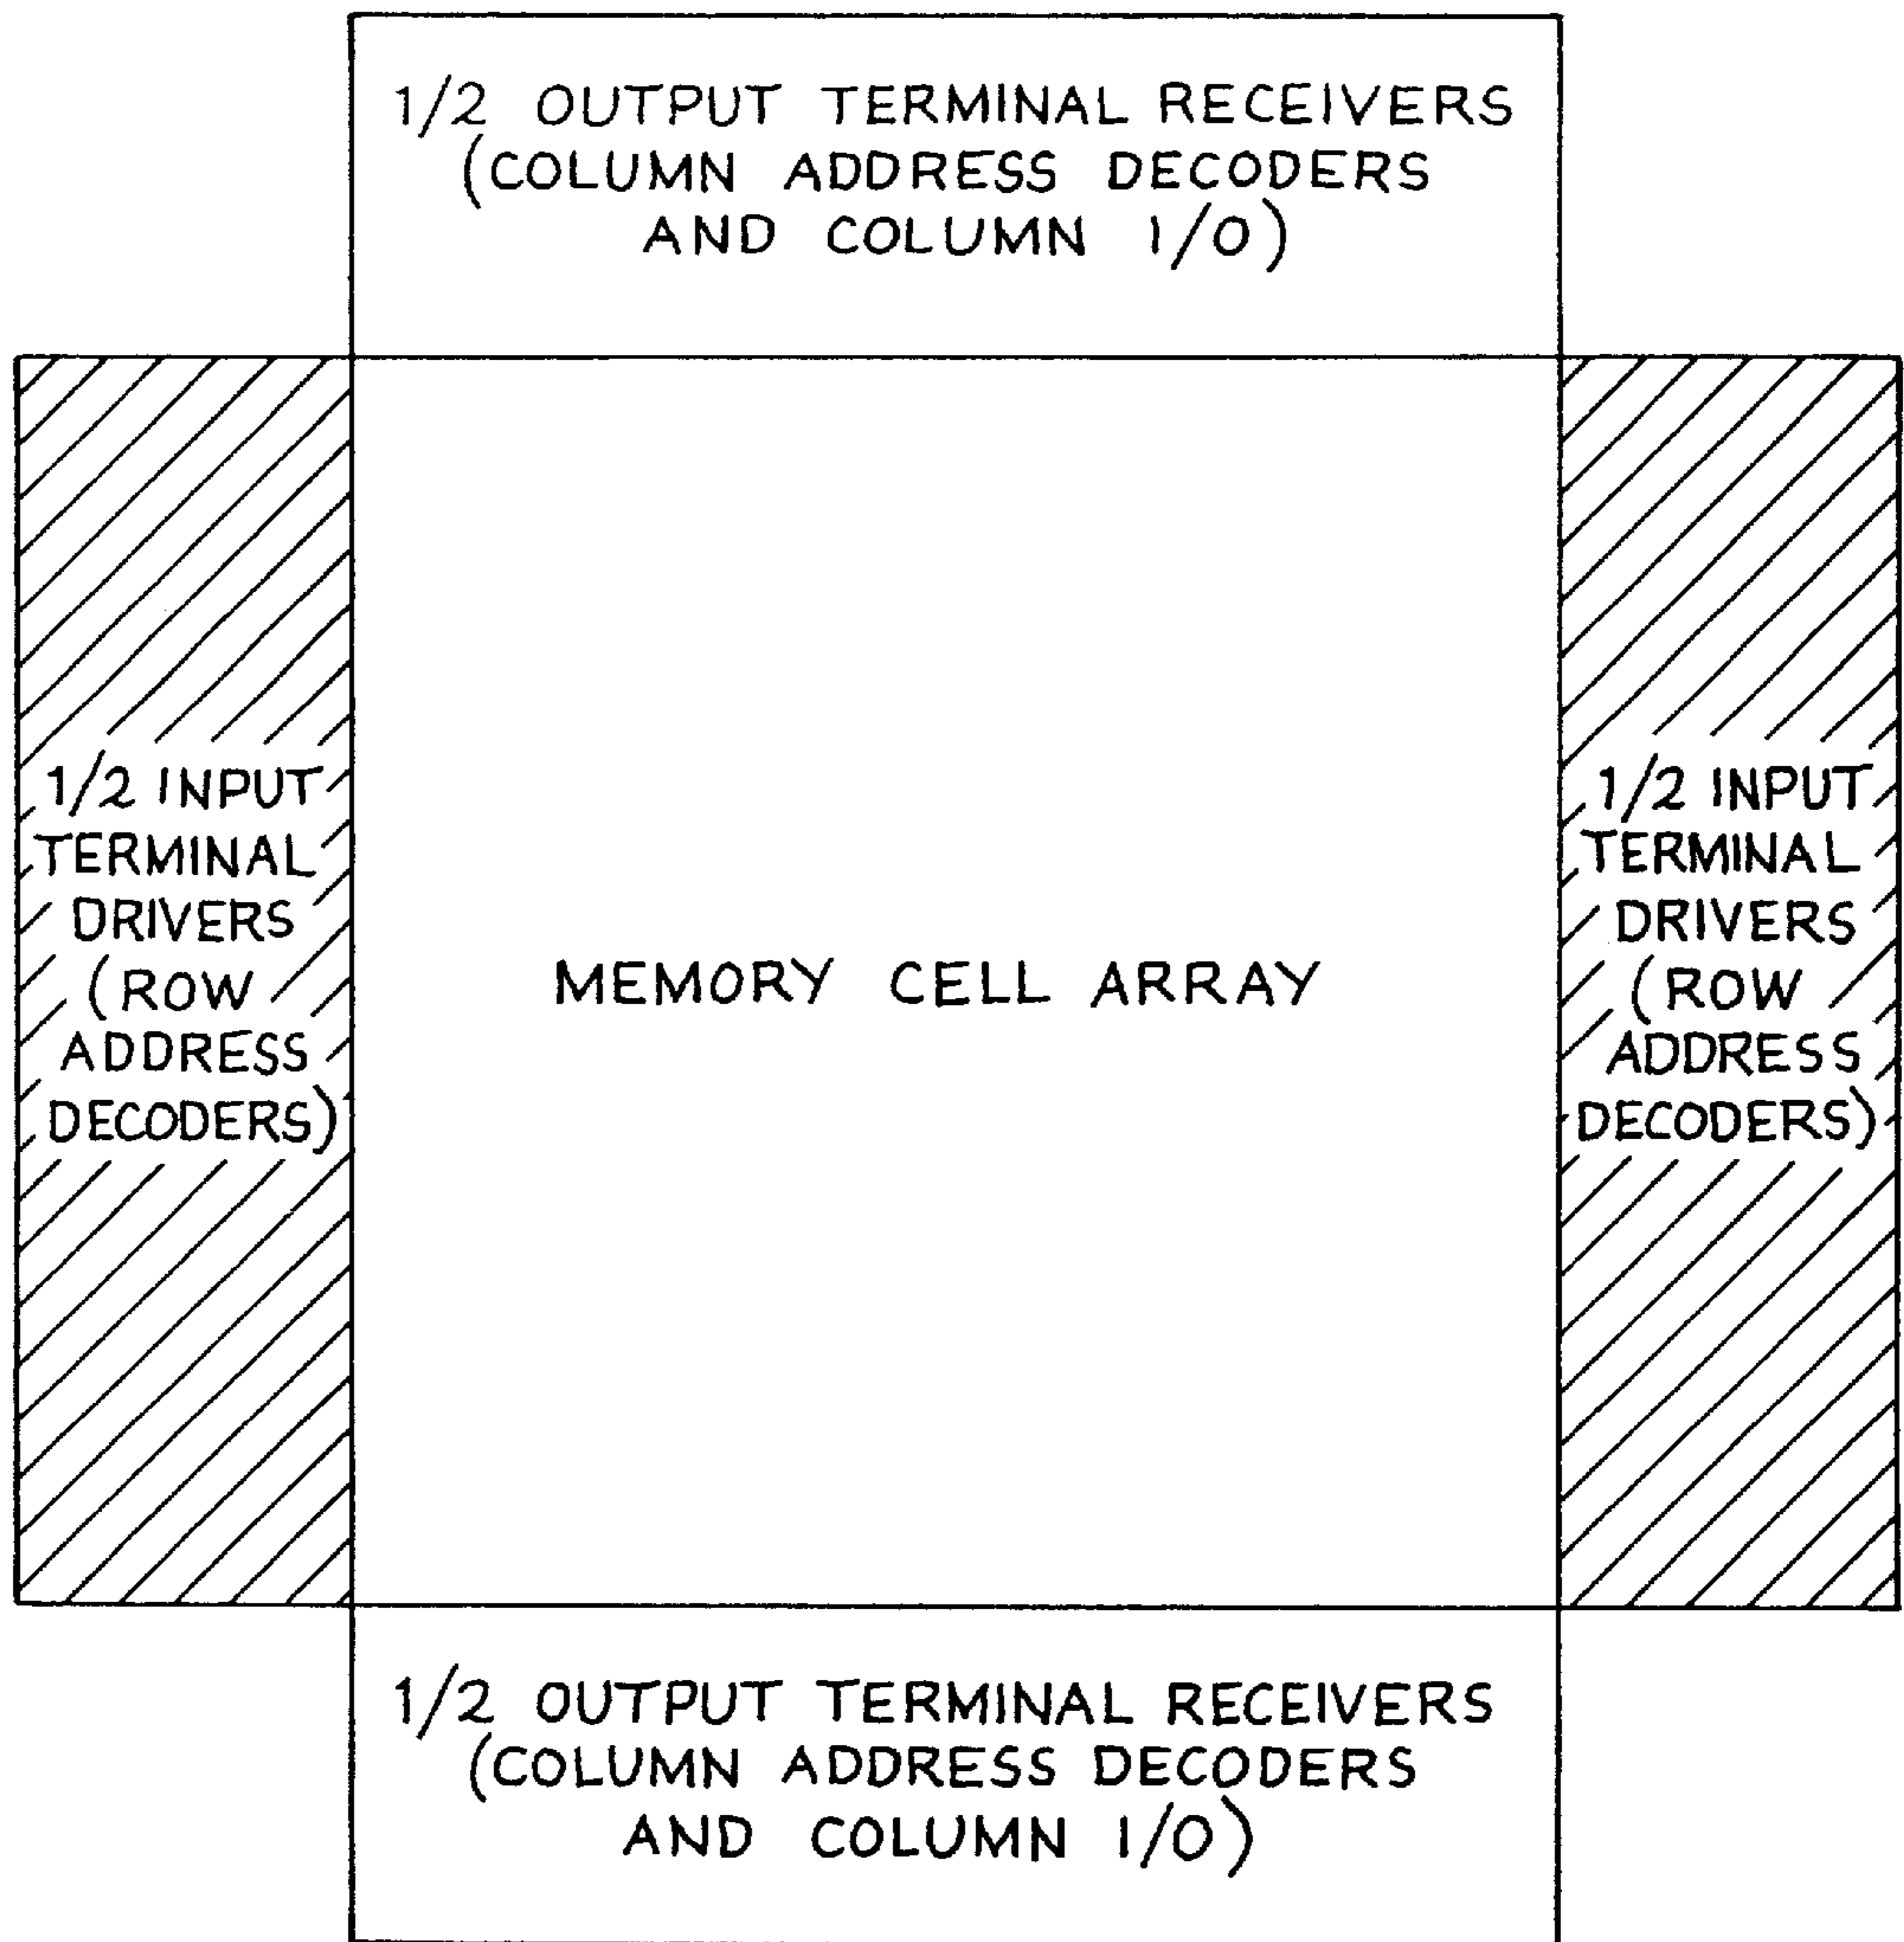 1/2 OUTPUT TERMINAL RECEIVERS
(COLUMN ADDRESS DECODERS
AND COLUMN I/O)
1/2 INPUT
TERMINAL
DRIVERS
(ROW
ADDRESS
DECODERS)
MEMORY CELL ARRAY
1/2 INPUT
TERMINAL
DRIVERS
(ROW
ADDRESS
DECODERS)
1/2 OUTPUT TERMINAL RECEIVERS
(COLUMN ADDRESS DECODERS
AND COLUMN I/O)